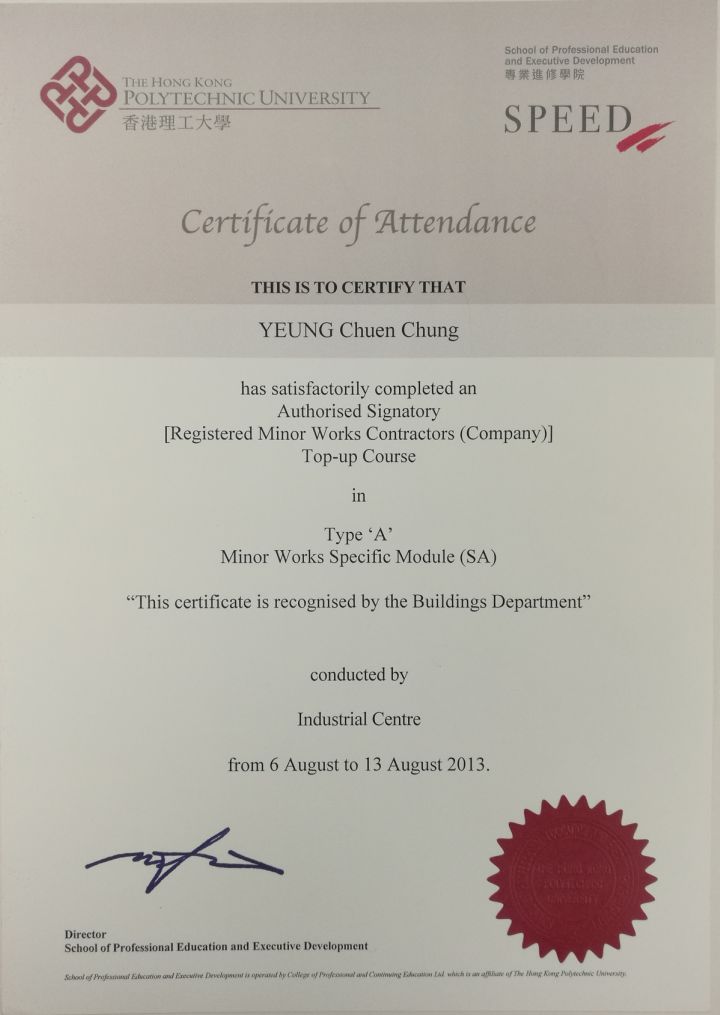 THE HONG KONG
POLYTECHNIC UNIVERSITY
香港理工大學
School of Professional Education
and Executive Development
專業進修學院
SPEED
Certificate of Attendance
THIS IS TO CERTIFY THAT
YEUNG Chuen Chung
has satisfactorily completed an
Authorised Signatory
[Registered Minor Works Contractors (Company)]
Top-up Course
in
Type ‘A’
Minor Works Specific Module (SA)
“This certificate is recognised by the Buildings Department”
conducted by
Industrial Centre
from 6 August to 13 August 2013.
Director
School of Professional Education and Executive Development
School of Professional Education and Executive Development is operated by College of Professional and Continuing Education Ltd. which is an affiliate of The Hong Kong Polytechnic University.